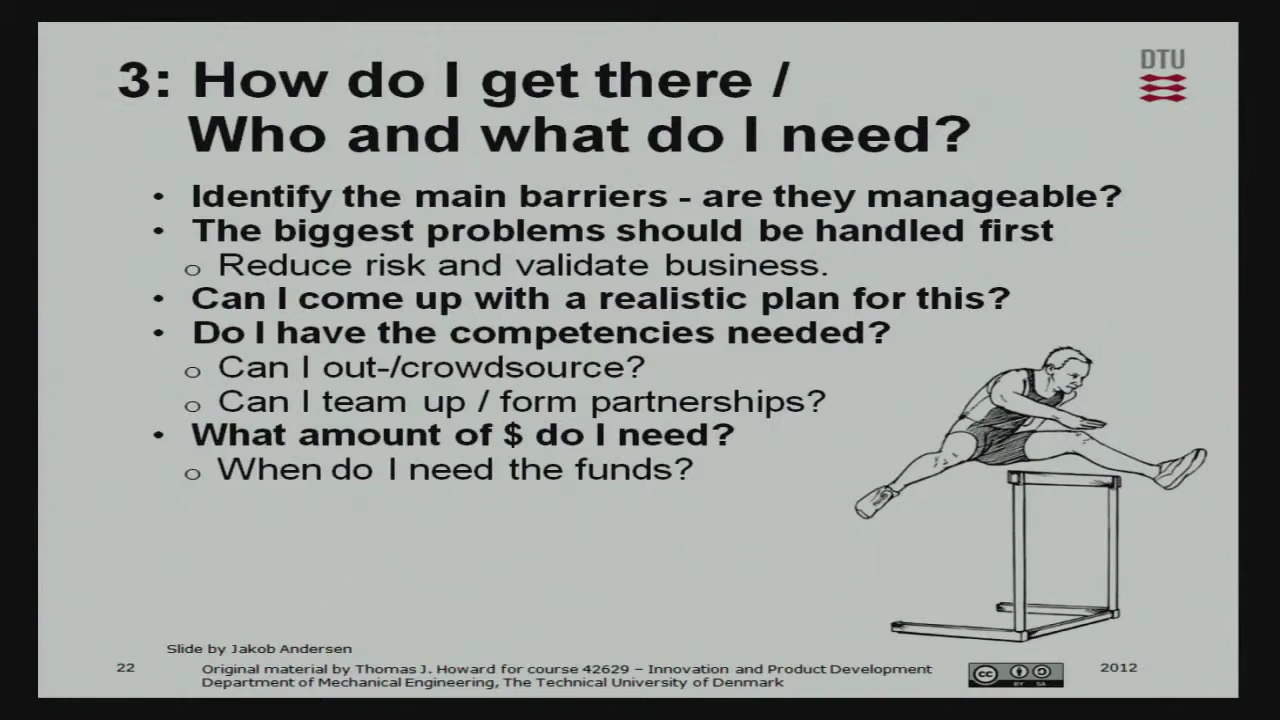 3: How do I get there /
Who and what do I need?
DTU
• Identify the main barriers - are they manageable?
• The biggest problems should be handled first
o Reduce risk and validate business.
• Can I come up with a realistic plan for this?
• Do I have the competencies needed?
o Can I out-/crowdsource?
o Can I team up / form partnerships?
• What amount of $ do I need?
o When do I need the funds?
Slide by Jakob Andersen
22
Original material by Thomas J. Howard for course 42629 – Innovation and Product Development
Department of Mechanical Engineering, The Technical University of Denmark
cc BY SA
2012